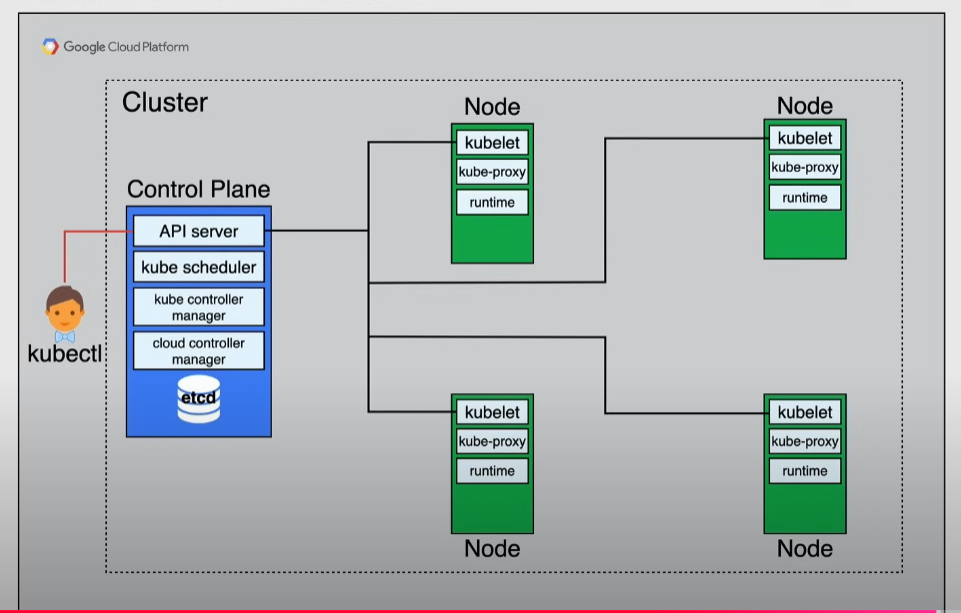 Google Cloud Platform
Cluster
Control Plane
API server
kube scheduler
kube controller
manager
cloud controller
manager
etcd
kubectl
Node
kubelet
kube-proxy
runtime
Node
kubelet
kube-proxy
runtime
kubelet
kube-proxy
runtime
Node
kubelet
kube-proxy
runtime
Node